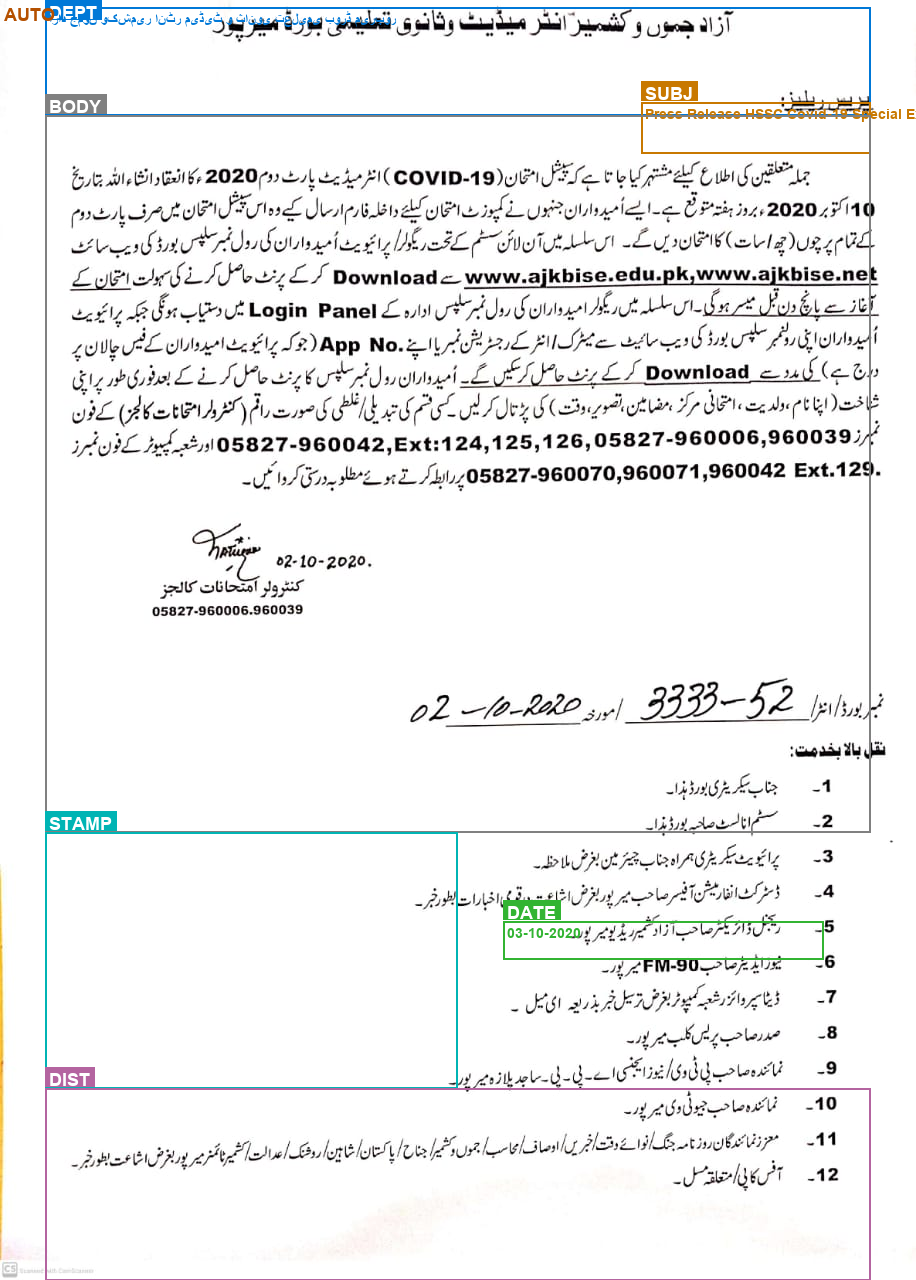 AUTO
DEPT
آزاد جموں و کشمیر انٹر میڈیٹ و ثانوی تعلیمی بورڈ میرپور
SUBJ
پریس ریلیز:
Press Release HSSC Covid-19 Special E
BODY
جملہ متعلقین کی اطلاع کیلئے مشتہر کیا جاتا ہے کہ سپیشل امتحان (COVID-19) انٹرمیڈیٹ پارٹ دوم 2020ء کا انعقاد انشاء اللہ بتاریخ
10 اکتوبر 2020ء بروز ہفتہ متوقع ہے۔ ایسے اُمیدواران جنہوں نے کمپوزٹ امتحان کیلئے داخلہ فارم ارسال کیے وہ اس سپیشل امتحان میں صرف پارٹ دوم
کے تمام پرچوں (چھ/سات) کا امتحان دیں گے۔ اس سلسلہ میں آن لائن سسٹم کے تحت ریگولر/پرائیویٹ اُمیدواران کی رول نمبر سلپس بورڈ کی ویب سائٹ
www.ajkbise.edu.pk,www.ajkbise.net سے Download کر کے پرنٹ حاصل کرنے کی سہولت امتحان کے
آغاز سے پانچ دن قبل میسر ہوگی۔ اس سلسلہ میں ریگولر امیدواران کی رول نمبر سلپس ادارہ کے Login Panel میں دستیاب ہونگی جبکہ پرائیویٹ
اُمیدواران اپنی رولنمبر سلپس بورڈ کی ویب سائیٹ سے میٹرک/انٹر کے رجسٹریشن نمبر یا اپنے App No. (جو کہ پرائیویٹ امیدواران کے فیس چالان پر
درج ہے) کی مدد سے Download کر کے پرنٹ حاصل کر سکیں گے۔ اُمیدواران رول نمبر سلپس کا پرنٹ حاصل کرنے کے بعد فوری طور پر اپنی
شناخت (اپنا نام، ولدیت، امتحانی مرکز، مضامین، تصویر، وقت) کی پڑتال کر لیں۔ کسی قسم کی تبدیلی/غلطی کی صورت راقم (کنٹرولر امتحانات کالجز) کے فون
نمبرز 05827-960042,Ext:124,125,126, 05827-960006,960039 اور شعبہ کمپیوٹر کے فون نمبرز
05827-960070,960071,960042 Ext.129. پر رابطہ کرتے ہوئے مطلوبہ درستی کروائیں۔
02-10-2020.
کنٹرولر امتحانات کالجز
05827-960006.960039
نمبر بورڈ/انٹر/ 3333-52 /مورخہ 02-10-2020
نقل بالا بخدمت:
1۔ جناب سیکریٹری بورڈ ہذا۔
STAMP
2۔ سسٹم انالسٹ صاحبہ بورڈ ہذا۔
3۔ پرائیویٹ سیکریٹری ہمراہ جناب چیئرمین بغرض ملاحظہ۔
4۔ ڈسٹرکٹ انفارمیشن آفیسر صاحب میرپور بغرض اشاعت قومی اخبارات بطور خبر۔
DATE
5۔ ریجنل ڈائریکٹر صاحب آزاد کشمیر ریڈیو میرپور۔
03-10-2020
6۔ نیوز ایڈیٹر صاحب FM-90 میرپور۔
7۔ ڈیٹا سپروائزر شعبہ کمپیوٹر بغرض ترسیل خبر بذریعہ ای میل۔
8۔ صدر صاحب پریس کلب میرپور۔
9۔ نمائندہ صاحب پی ٹی وی/نیوز ایجنسی اے۔پی۔پی۔ ساجد پلازہ میرپور۔
DIST
10۔ نمائندہ صاحب جیو ٹی وی میرپور۔
11۔ معزز نمائندگان روزنامہ جنگ/نوائے وقت/خبریں/اوصاف/محاسب/جموں و کشمیر/جناح/پاکستان/شاہین/روشنک/عدالت/کشمیر ٹائمز میرپور بغرض اشاعت بطور خبر۔
12۔ آفس کاپی/متعلقہ مسل۔
CS Scanned with CamScanner